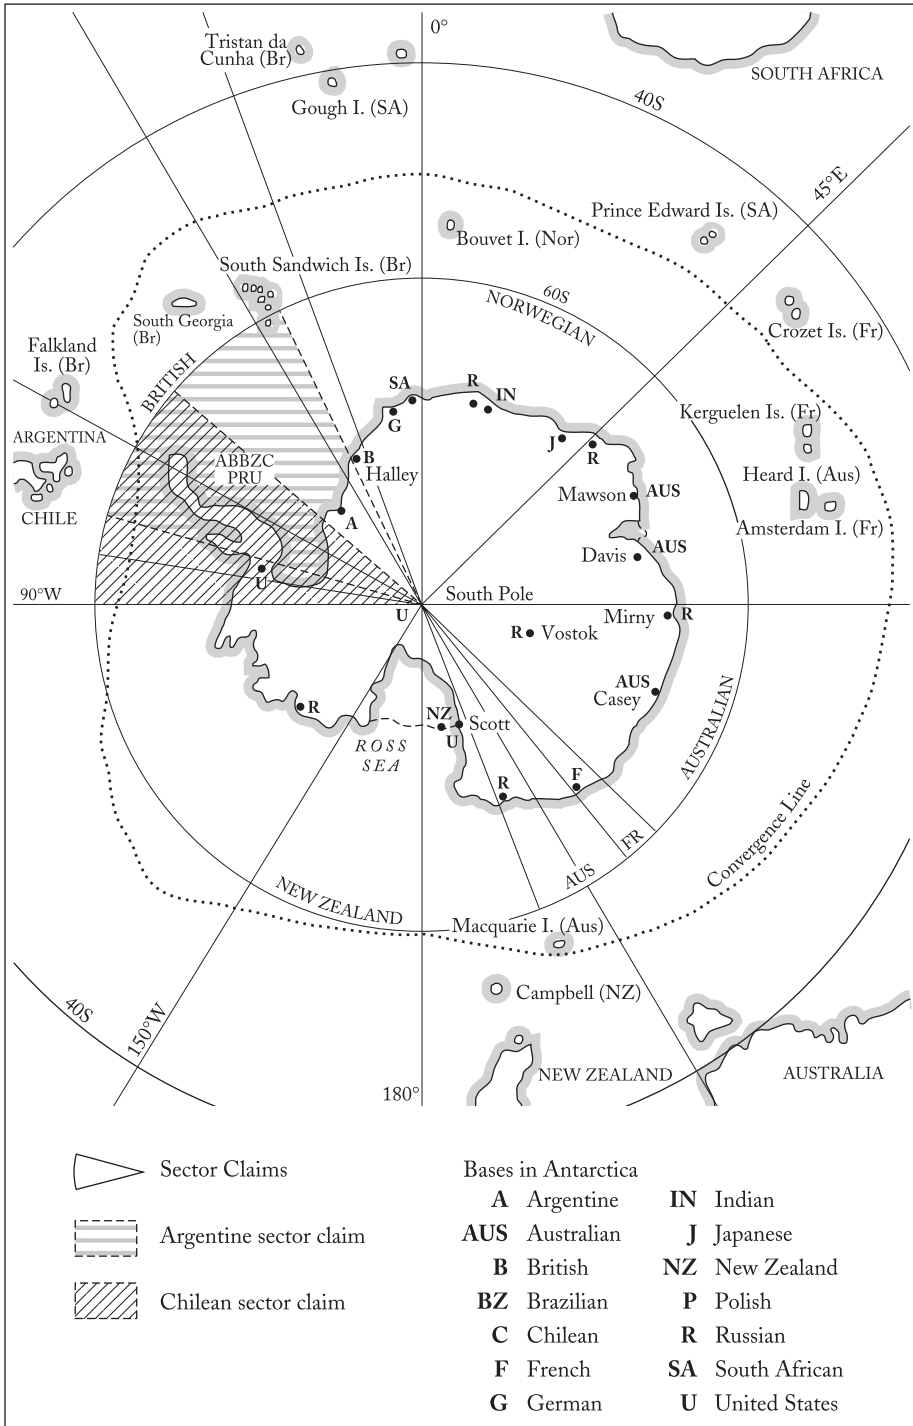 0°
Tristan da
Cunha (Br)
Gough I. (SA)
SOUTH AFRICA
40S
45°E
Prince Edward Is. (SA)
Bouvet I. (Nor)
South Sandwich Is. (Br)
60S
NORWEGIAN
South Georgia
(Br)
Crozet Is. (Fr)
Falkland
Is. (Br)
BRITISH
SA
R
IN
G
Kerguelen Is. (Fr)
ARGENTINA
J
R
B
Halley
ABBZC
PRU
Heard I. (Aus)
Mawson
AUS
CHILE
A
Amsterdam I. (Fr)
Davis
AUS
U
90°W
South Pole
U
Mirny
R
R
Vostok
AUS
Casey
R
NZ
Scott
U
ROSS
SEA
AUSTRALIAN
R
F
FR
AUS
Convergence Line
NEW ZEALAND
Macquarie I. (Aus)
Campbell (NZ)
40S
150°W
NEW ZEALAND
AUSTRALIA
180°
Sector Claims
Argentine sector claim
Chilean sector claim
Bases in Antarctica
A Argentine
AUS Australian
B British
BZ Brazilian
C Chilean
F French
G German
IN Indian
J Japanese
NZ New Zealand
P Polish
R Russian
SA South African
U United States